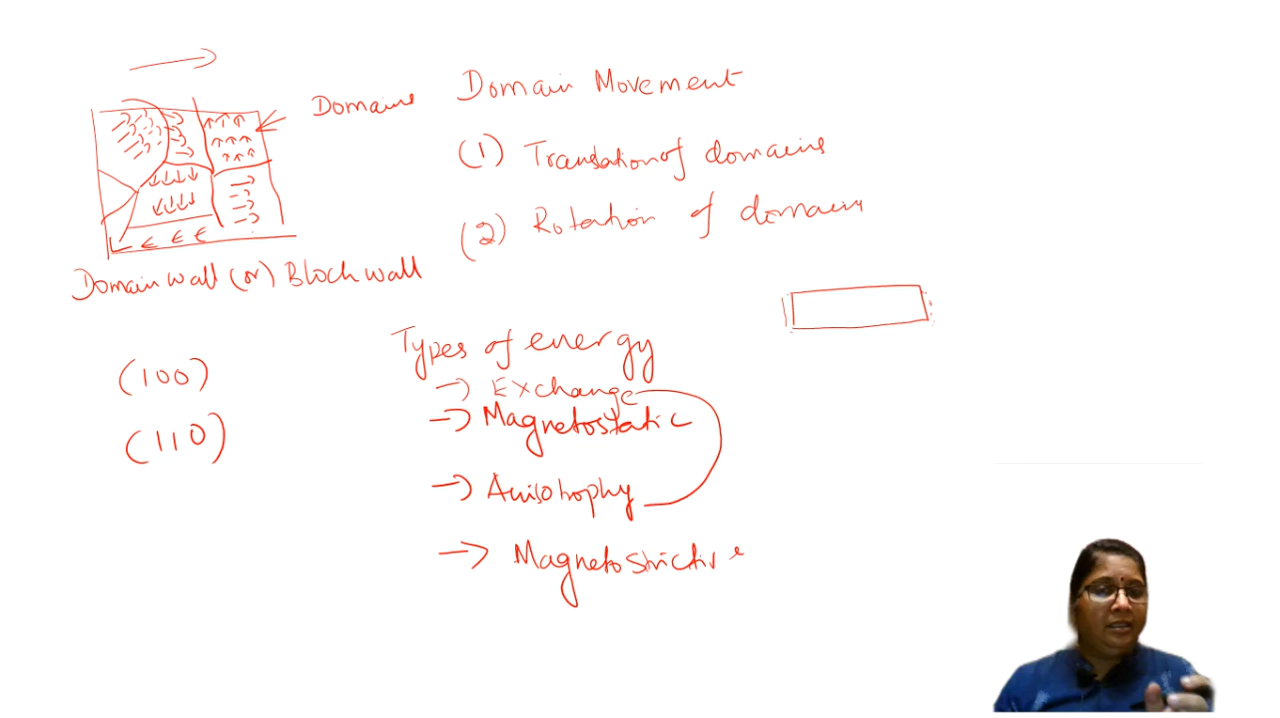 Domains
Domain wall (or) Bloch wall
(100)
(110)
Domain Movement
(1) Translation of domains
(2) Rotation of domains
Types of energy
→ Exchange
→ Magnetostatic
→ Anisotrophy
→ Magnetostrictive